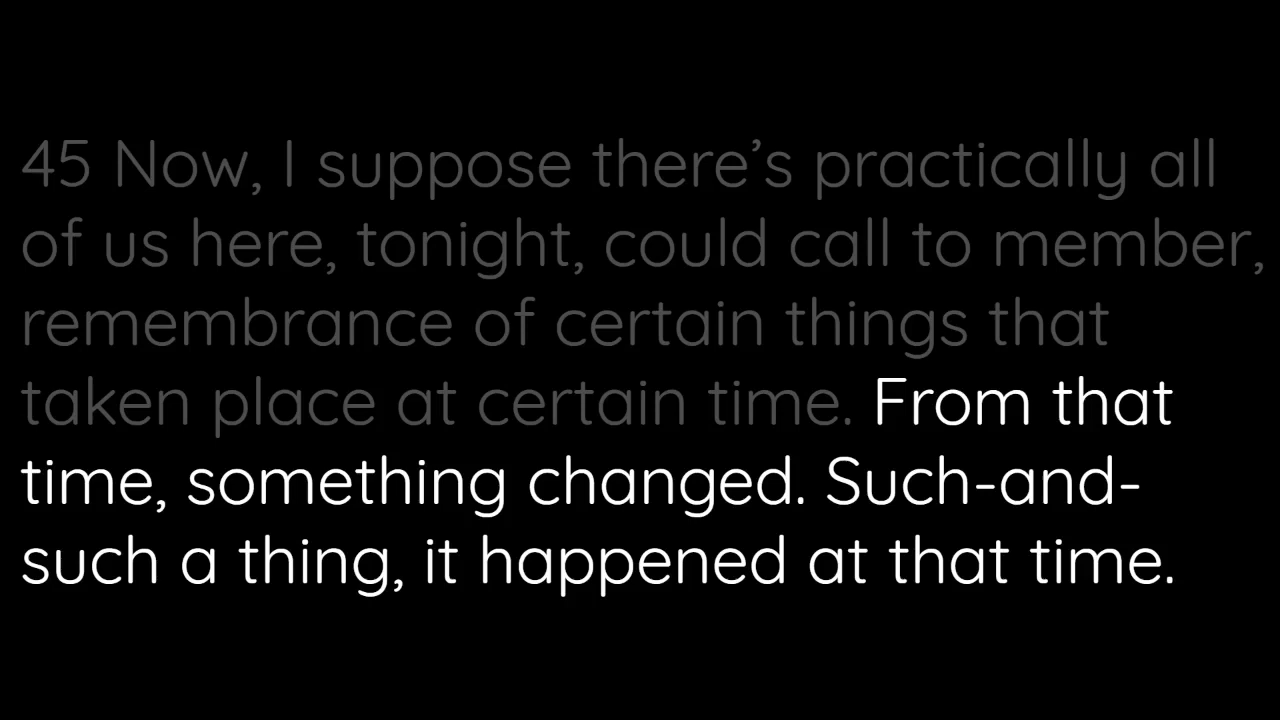 45 Now, I suppose there’s practically all
of us here, tonight, could call to member,
remembrance of certain things that
taken place at certain time. From that
time, something changed. Such-and-
such a thing, it happened at that time.